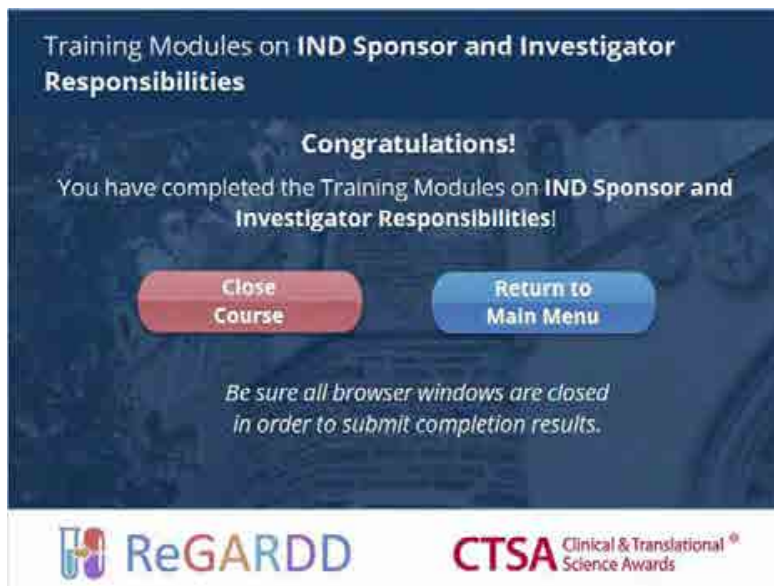 Training Modules on IND Sponsor and Investigator
Responsibilities
Congratulations!
You have completed the Training Modules on IND Sponsor and
Investigator Responsibilities!
Close
Course
Return to
Main Menu
Be sure all browser windows are closed
in order to submit completion results.
ReGARDD
CTSA Clinical & Translational ®
Science Awards